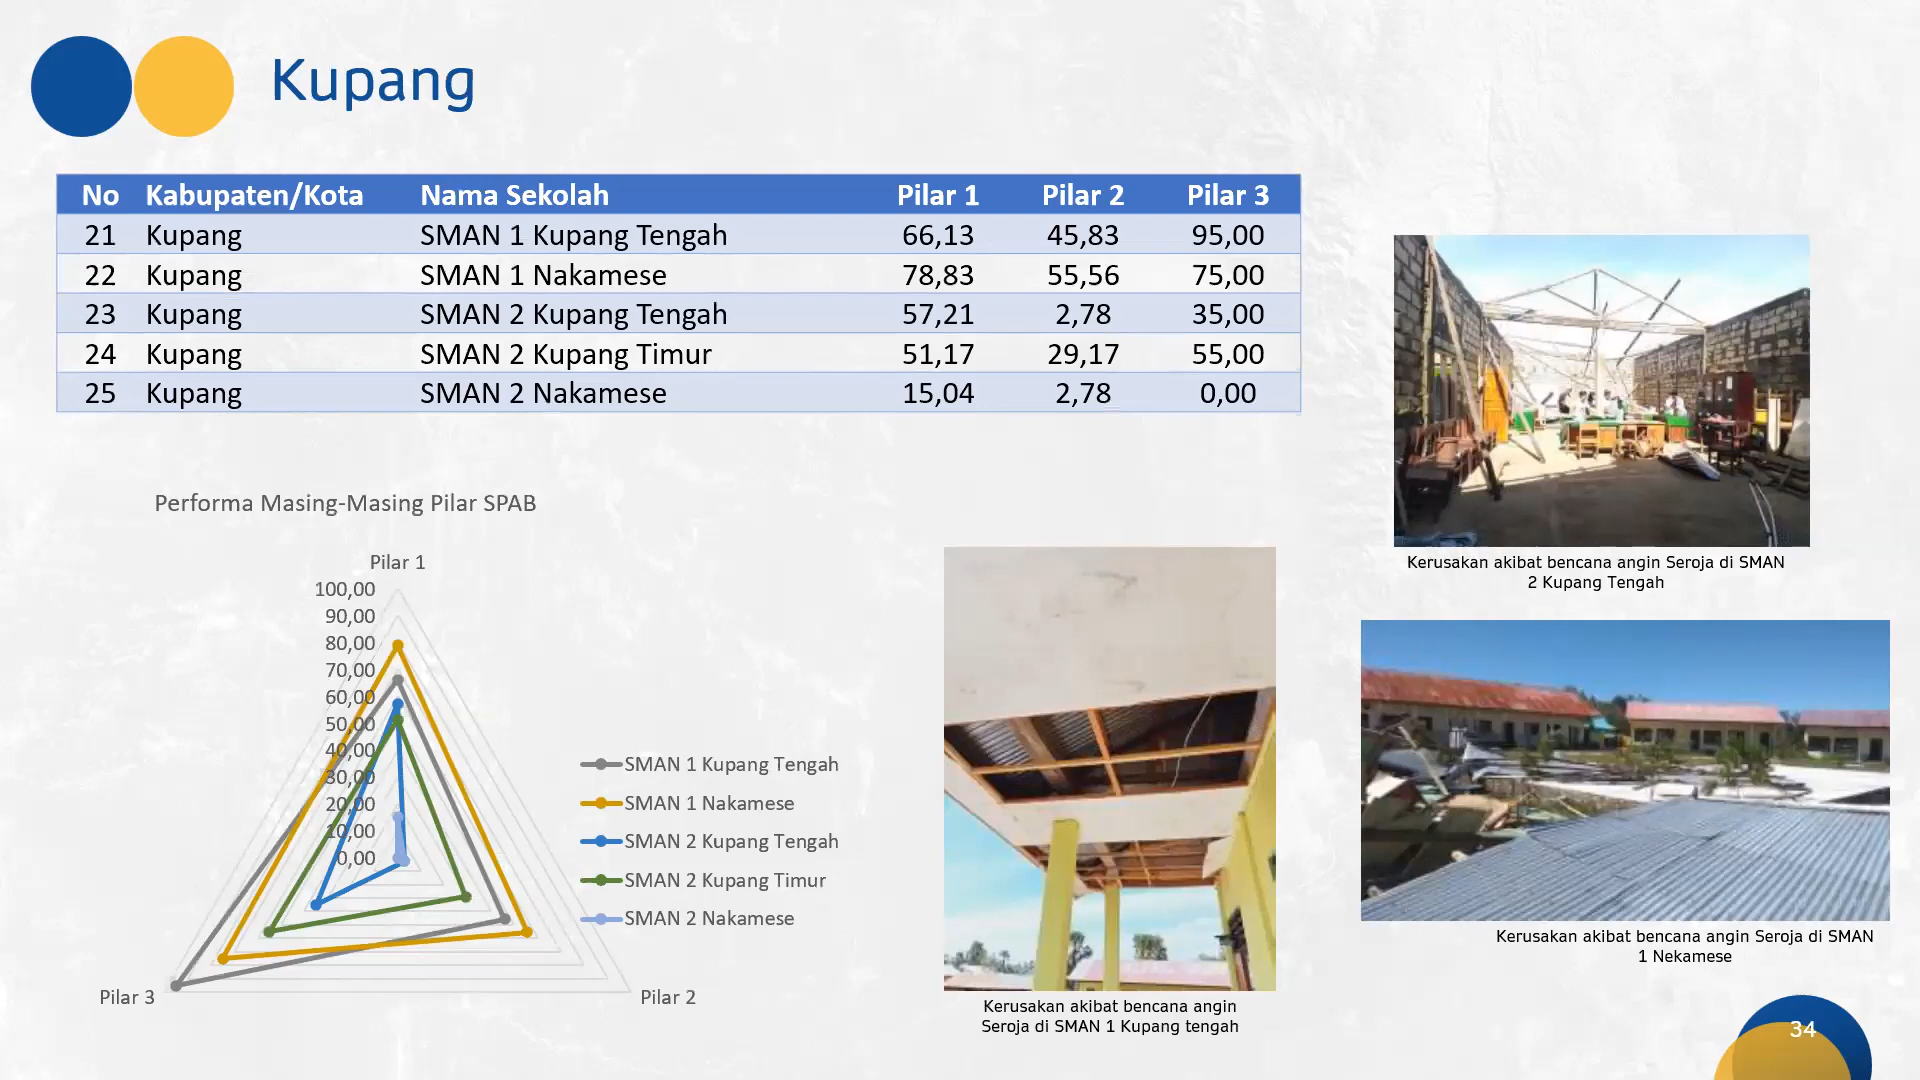 Kupang
No Kabupaten/Kota Nama Sekolah Pilar 1 Pilar 2 Pilar 3
21 Kupang SMAN 1 Kupang Tengah 66,13 45,83 95,00
22 Kupang SMAN 1 Nakamese 78,83 55,56 75,00
23 Kupang SMAN 2 Kupang Tengah 57,21 2,78 35,00
24 Kupang SMAN 2 Kupang Timur 51,17 29,17 55,00
25 Kupang SMAN 2 Nakamese 15,04 2,78 0,00
Performa Masing-Masing Pilar SPAB
Pilar 1
100,00
90,00
80,00
70,00
60,00
50,00
40,00
30,00
20,00
10,00
0,00
Pilar 3
Pilar 2
SMAN 1 Kupang Tengah
SMAN 1 Nakamese
SMAN 2 Kupang Tengah
SMAN 2 Kupang Timur
SMAN 2 Nakamese
Kerusakan akibat bencana angin
Seroja di SMAN 1 Kupang tengah
Kerusakan akibat bencana angin Seroja di SMAN
2 Kupang Tengah
Kerusakan akibat bencana angin Seroja di SMAN
1 Nekamese
34